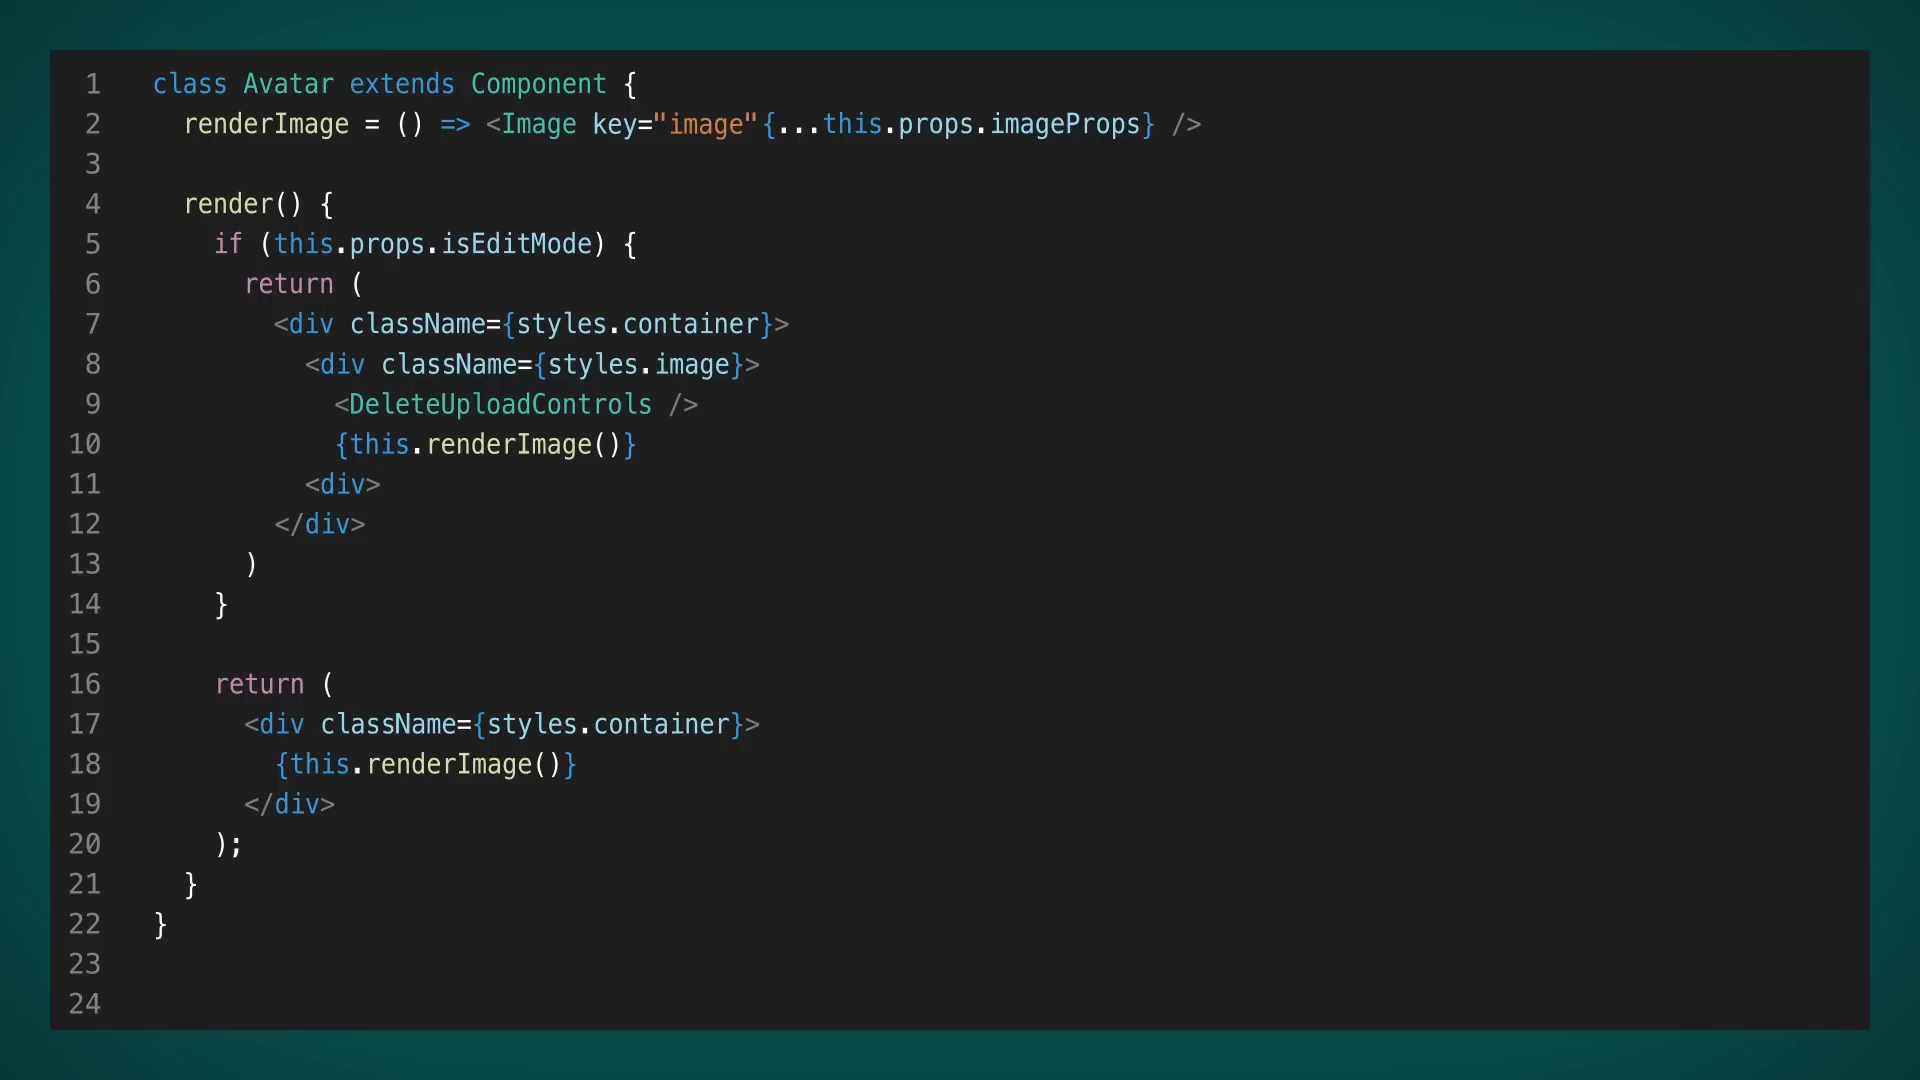 1 class Avatar extends Component {
2 renderImage = () => <Image key="image"{...this.props.imageProps} />
3
4 render() {
5 if (this.props.isEditMode) {
6 return (
7 <div className={styles.container}>
8 <div className={styles.image}>
9 <DeleteUploadControls />
10 {this.renderImage()}
11 <div>
12 </div>
13 )
14 }
15
16 return (
17 <div className={styles.container}>
18 {this.renderImage()}
19 </div>
20 );
21 }
22 }
23
24